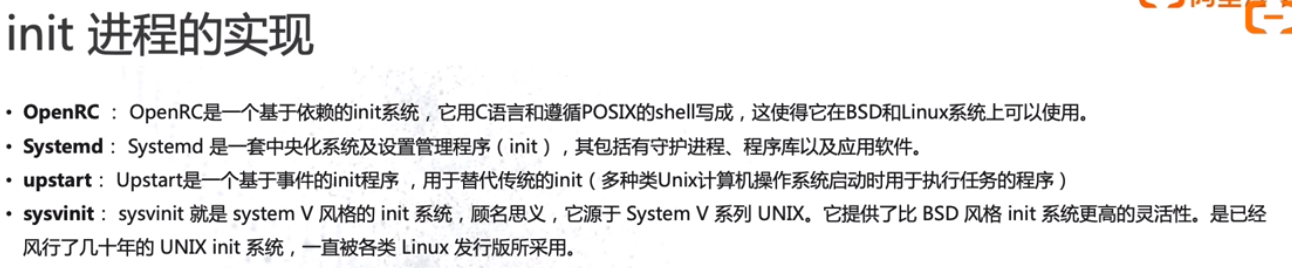 init 进程的实现
• OpenRC ： OpenRC是一个基于依赖的init系统，它用C语言和遵循POSIX的shell写成，这使得它在BSD和Linux系统上可以使用。
• Systemd： Systemd 是一套中央化系统及设置管理程序（init），其包括有守护进程、程序库以及应用软件。
• upstart： Upstart是一个基于事件的init程序 ，用于替代传统的init（多种类Unix计算机操作系统启动时用于执行任务的程序）
• sysvinit： sysvinit 就是 system V 风格的 init 系统，顾名思义，它源于 System V 系列 UNIX。它提供了比 BSD 风格 init 系统更高的灵活性。是已经
风行了几十年的 UNIX init 系统，一直被各类 Linux 发行版所采用。